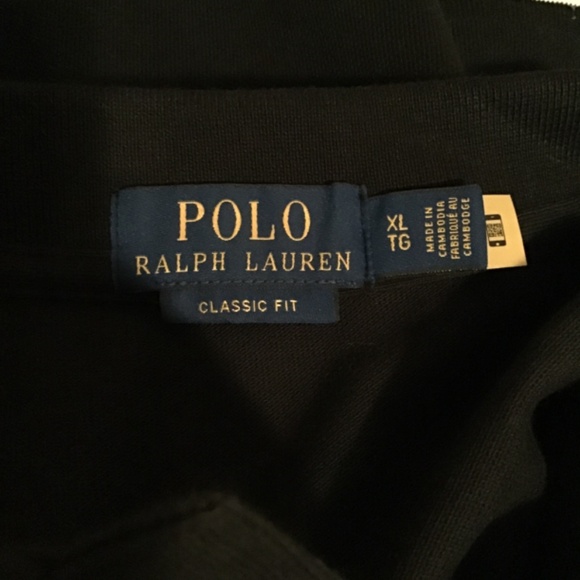 POLO
RALPH LAUREN
CLASSIC FIT
XL
TG
MADE IN
CAMBODIA
FABRIQUÉ AU
CAMBODGE